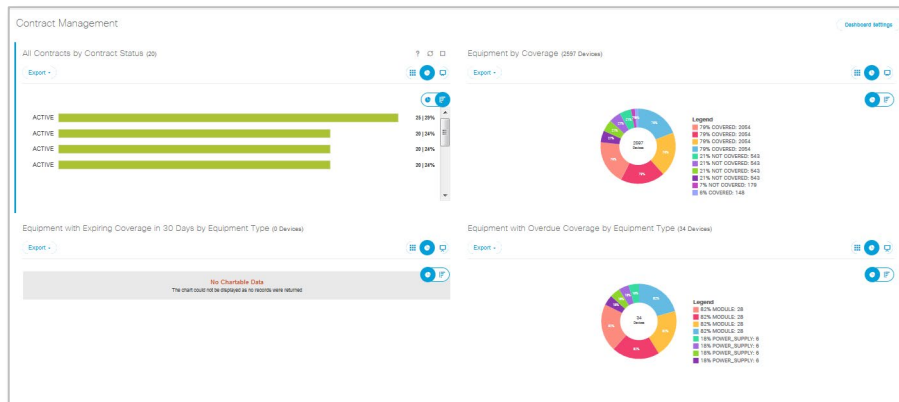 Contract Management
Dashboard Settings
All Contracts by Contract Status (20)
?
Export
ACTIVE 25 | 29%
ACTIVE 20 | 24%
ACTIVE 20 | 24%
ACTIVE 20 | 24%
Equipment by Coverage (2597 Devices)
Export
2597
Devices
Legend
79% COVERED: 2054
79% COVERED: 2054
79% COVERED: 2054
79% COVERED: 2054
21% NOT COVERED: 543
21% NOT COVERED: 543
21% NOT COVERED: 543
21% NOT COVERED: 543
7% NOT COVERED: 178
6% COVERED: 148
Equipment with Expiring Coverage in 30 Days by Equipment Type (0 Devices)
Export
No Chartable Data
The chart could not be displayed as no records were returned
Equipment with Overdue Coverage by Equipment Type (34 Devices)
Export
34
Devices
Legend
82% MODULE: 28
82% MODULE: 28
82% MODULE: 28
82% MODULE: 28
18% POWER_SUPPLY: 6
18% POWER_SUPPLY: 6
18% POWER_SUPPLY: 6
18% POWER_SUPPLY: 6